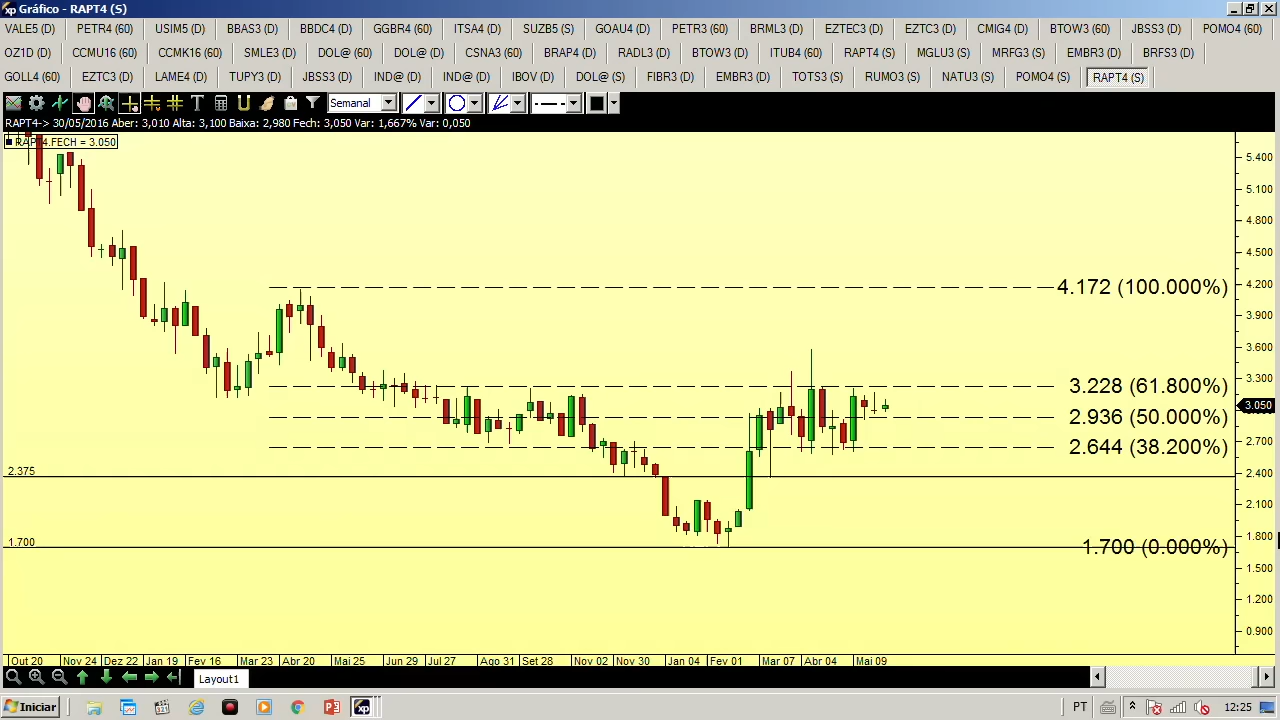 xp Gráfico - RAPT4 (S)
VALE5 (D) PETR4 (60) USIM5 (D) BBAS3 (D) BBDC4 (D) GGBR4 (60) ITSA4 (D) SUZB5 (S) GOAU4 (D) PETR3 (60) BRML3 (D) EZTEC3 (D) EZTC3 (D) CMIG4 (D) BTOW3 (60) JBSS3 (D) POMO4 (60)
OZ1D (D) CCMU16 (60) CCMK16 (60) SMLE3 (D) DOL@ (60) DOL@ (D) CSNA3 (60) BRAP4 (D) RADL3 (D) BTOW3 (D) ITUB4 (60) RAPT4 (S) MGLU3 (S) MRFG3 (S) EMBR3 (D) BRFS3 (D)
GOLL4 (60) EZTC3 (D) LAME4 (D) TUPY3 (D) JBSS3 (D) IND@ (D) IND@ (D) IBOV (D) DOL@ (S) FIBR3 (D) EMBR3 (D) TOTS3 (S) RUMO3 (S) NATU3 (S) POMO4 (S) RAPT4 (S)
T Semanal
RAPT4-> 30/05/2016 Aber: 3,010 Alta: 3,100 Baixa: 2,980 Fech: 3,050 Var: 1,667% Var: 0,050
RAPT4.FECH = 3.050
5.400
5.100
4.800
4.500
4.172 (100.000%)
4.200
3.900
3.600
3.300
3.228 (61.800%)
3.050
2.936 (50.000%)
2.700
2.644 (38.200%)
2.375
2.400
2.100
1.800
1.700
1.700 (0.000%)
1.500
1.200
0.900
Out 20 Nov 24 Dez 22 Jan 19 Fev 16 Mar 23 Abr 20 Mai 25 Jun 29 Jul 27 Ago 31 Set 28 Nov 02 Nov 30 Jan 04 Fev 01 Mar 07 Abr 04 Mai 09
Layout1
Iniciar 321 xp PT 12:25